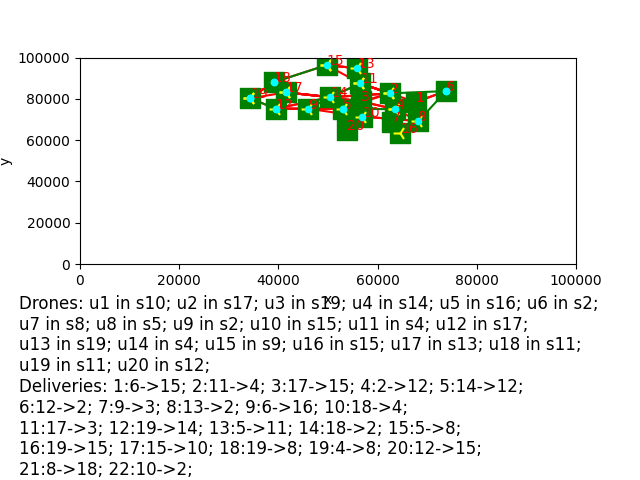 100000
80000
60000
40000
20000
0
y
0 20000 40000 60000 80000 100000
x
15
Drones: u1 in s10; u2 in s17; u3 in s19; u4 in s14; u5 in s16; u6 in s2;
u7 in s8; u8 in s5; u9 in s2; u10 in s15; u11 in s4; u12 in s17;
u13 in s19; u14 in s4; u15 in s9; u16 in s15; u17 in s13; u18 in s11;
u19 in s11; u20 in s12;
Deliveries: 1:6->15; 2:11->4; 3:17->15; 4:2->12; 5:14->12;
6:12->2; 7:9->3; 8:13->2; 9:6->16; 10:18->4;
11:17->3; 12:19->14; 13:5->11; 14:18->2; 15:5->8;
16:19->15; 17:15->10; 18:19->8; 19:4->8; 20:12->15;
21:8->18; 22:10->2;